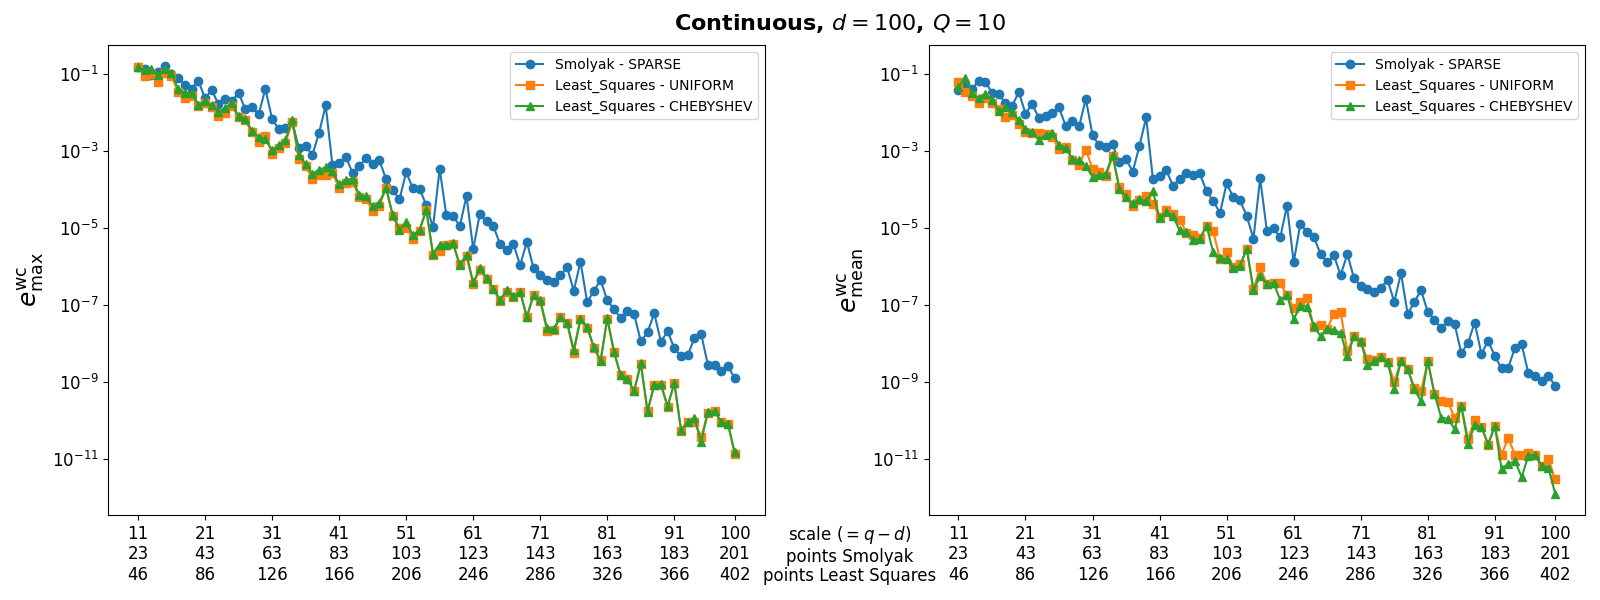 Continuous, d = 100, Q = 10
Smolyak - SPARSE
Least_Squares - UNIFORM
Least_Squares - CHEBYSHEV
10⁻¹
10⁻³
10⁻⁵
10⁻⁷
10⁻⁹
10⁻¹¹
e^wc_max
11 21 31 41 51 61 71 81 91 100
23 43 63 83 103 123 143 163 183 201
46 86 126 166 206 246 286 326 366 402
scale (= q − d)
points Smolyak
points Least Squares
Smolyak - SPARSE
Least_Squares - UNIFORM
Least_Squares - CHEBYSHEV
10⁻¹
10⁻³
10⁻⁵
10⁻⁷
10⁻⁹
10⁻¹¹
e^wc_mean
11 21 31 41 51 61 71 81 91 100
23 43 63 83 103 123 143 163 183 201
46 86 126 166 206 246 286 326 366 402